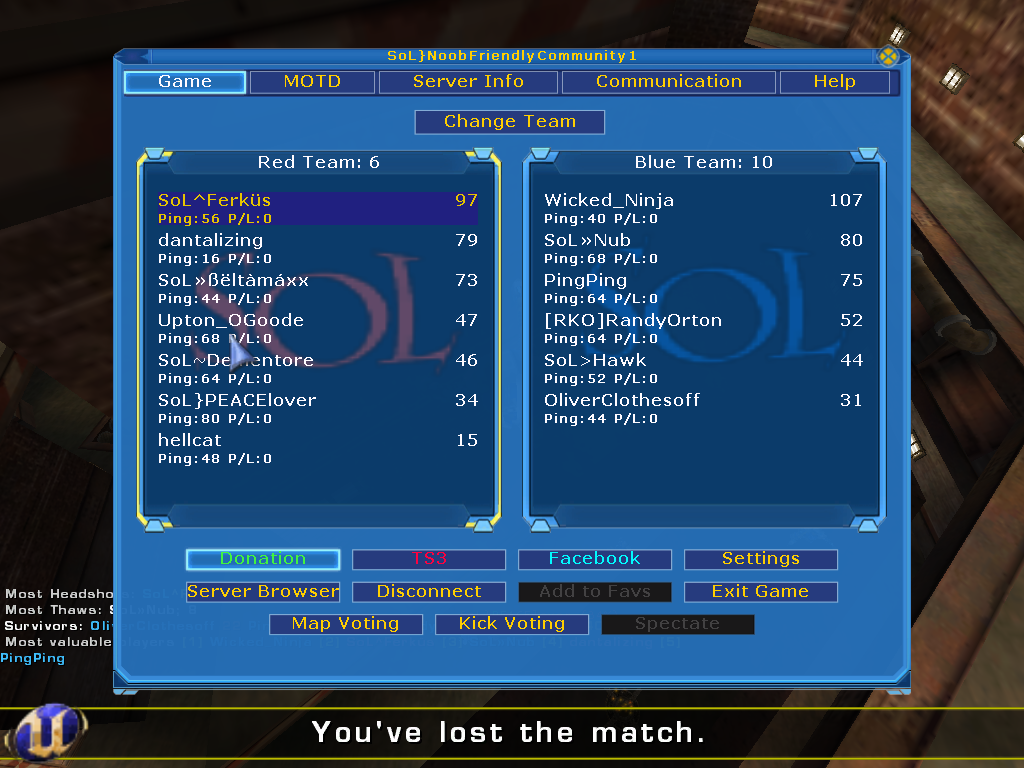 SoL}NoobFriendlyCommunity1
Game MOTD Server Info Communication Help
Change Team
Red Team: 6
SoL^Ferküs 97
Ping:56 P/L:0
dantalizing 79
Ping:16 P/L:0
SoL»ßëltàmáxx 73
Ping:44 P/L:0
Upton_OGoode 47
Ping:68 P/L:0
SoL~Dementore 46
Ping:64 P/L:0
SoL}PEACElover 34
Ping:80 P/L:0
hellcat 15
Ping:48 P/L:0
SOL
Blue Team: 10
Wicked_Ninja 107
Ping:40 P/L:0
SoL»Nub 80
Ping:68 P/L:0
PingPing 75
Ping:64 P/L:0
[RKO]RandyOrton 52
Ping:64 P/L:0
SoL>Hawk 44
Ping:52 P/L:0
OliverClothesoff 31
Ping:44 P/L:0
SOL
Donation TS3 Facebook Settings
Server Browser Disconnect Add to Favs Exit Game
Map Voting Kick Voting Spectate
Most
Most Thaws:
Survivors:
Most valuable
PingPing
You've lost the match.